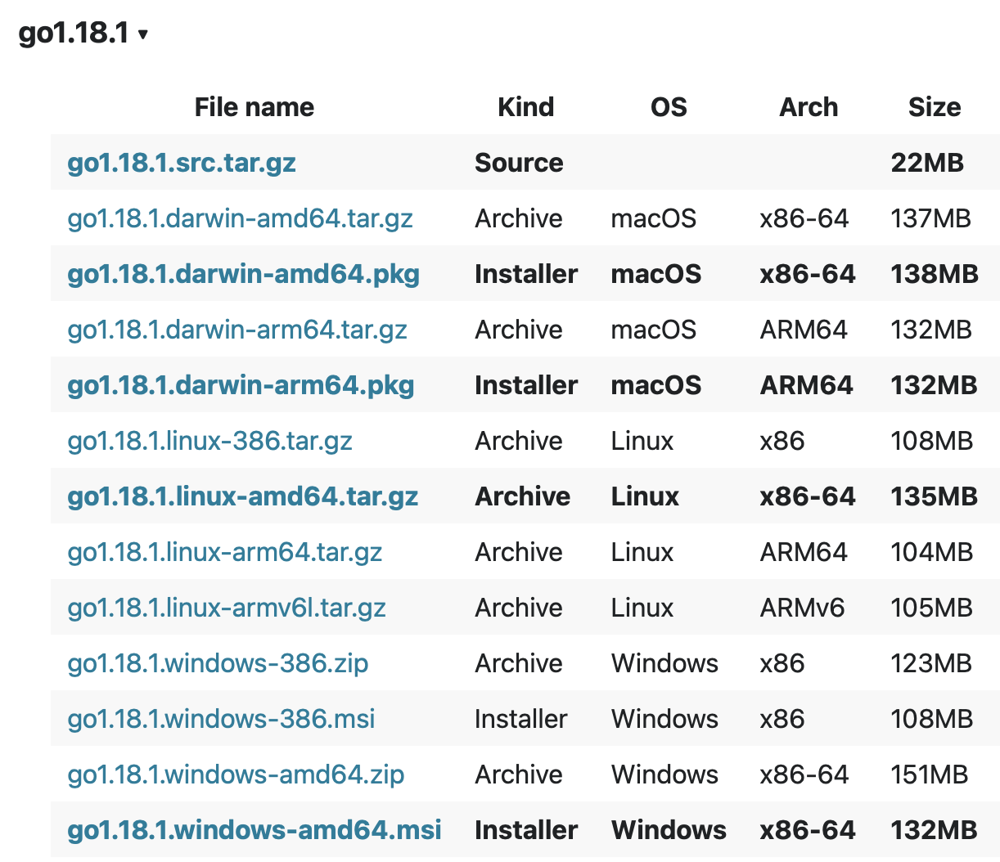 go1.18.1 ▾
File name Kind OS Arch Size
go1.18.1.src.tar.gz Source 22MB
go1.18.1.darwin-amd64.tar.gz Archive macOS x86-64 137MB
go1.18.1.darwin-amd64.pkg Installer macOS x86-64 138MB
go1.18.1.darwin-arm64.tar.gz Archive macOS ARM64 132MB
go1.18.1.darwin-arm64.pkg Installer macOS ARM64 132MB
go1.18.1.linux-386.tar.gz Archive Linux x86 108MB
go1.18.1.linux-amd64.tar.gz Archive Linux x86-64 135MB
go1.18.1.linux-arm64.tar.gz Archive Linux ARM64 104MB
go1.18.1.linux-armv6l.tar.gz Archive Linux ARMv6 105MB
go1.18.1.windows-386.zip Archive Windows x86 123MB
go1.18.1.windows-386.msi Installer Windows x86 108MB
go1.18.1.windows-amd64.zip Archive Windows x86-64 151MB
go1.18.1.windows-amd64.msi Installer Windows x86-64 132MB